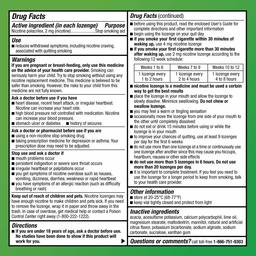 Drug Facts
Active ingredient (in each lozenge) Purpose
Nicotine polacrilex, 2 mg (nicotine) Stop smoking aid
Use
■ reduces withdrawal symptoms, including nicotine craving,
associated with quitting smoking
Warnings
If you are pregnant or breast-feeding, only use this medicine
on the advice of your health care provider. Smoking can
seriously harm your child. Try to stop smoking without using any
nicotine replacement medicine. This medicine is believed to be
safer than smoking. However, the risks to your child from this
medicine are not fully known.
Ask a doctor before use if you have
■ heart disease, recent heart attack, or irregular heartbeat.
Nicotine can increase your heart rate.
■ high blood pressure not controlled with medication. Nicotine
can increase your blood pressure.
■ stomach ulcer or diabetes ■ history of seizures
Ask a doctor or pharmacist before use if you are
■ using a non-nicotine stop smoking drug
■ taking prescription medicine for depression or asthma. Your
prescription dose may need to be adjusted.
Stop use and ask a doctor if
■ mouth problems occur
■ persistent indigestion or severe sore throat occurs
■ irregular heartbeat or palpitations occur
■ you get symptoms of nicotine overdose such as nausea,
vomiting, dizziness, diarrhea, weakness or rapid heartbeat
■ you have symptoms of an allergic reaction (such as difficulty
breathing or rash)
Keep out of reach of children and pets. Nicotine lozenges may
have enough nicotine to make children and pets sick. If you need
to remove the lozenge, wrap it in paper and throw away in the
trash. In case of overdose, get medical help or contact a Poison
Control Center right away (1-800-222-1222).
Directions
■ if you are under 18 years of age, ask a doctor before use.
No studies have been done to show if this product will
work for you.
Drug Facts (continued)
■ before using this product, read the enclosed User's Guide for
complete directions and other important information
■ begin using the lozenge on your quit day
■ if you smoke your first cigarette within 30 minutes of
waking up, use 4 mg nicotine lozenge
■ if you smoke your first cigarette more than 30 minutes
after waking up, use 2 mg nicotine lozenge according to the
following 12 week schedule:
Weeks 1 to 6 Weeks 7 to 9 Weeks 10 to 12
1 lozenge every 1 lozenge every 1 lozenge every
1 to 2 hours 2 to 4 hours 4 to 8 hours
■ nicotine lozenge is a medicine and must be used a certain
way to get the best results
■ place the lozenge in your mouth and allow the lozenge to
slowly dissolve. Minimize swallowing. Do not chew or
swallow lozenge.
■ you may feel a warm or tingling sensation
■ occasionally move the lozenge from one side of your mouth to
the other until completely dissolved
■ do not eat or drink 15 minutes before using or while the
lozenge is in your mouth
■ to improve your chances of quitting, use at least 9 lozenges
per day for the first 6 weeks
■ do not use more than one lozenge at a time or continuously use
one lozenge after another since this may cause you hiccups,
heartburn, nausea or other side effects
■ do not use more than 5 lozenges in 6 hours. Do not use
more than 20 lozenges per day.
■ it is important to complete treatment. If you feel you need to
use the lozenge for a longer period to keep from smoking, talk
to your health care provider.
Other information
■ store at 20-25°C (68-77°F)
■ keep vial tightly closed and protect from light
Inactive ingredients
Questions or comments? Call toll-free 1-866-751-9303